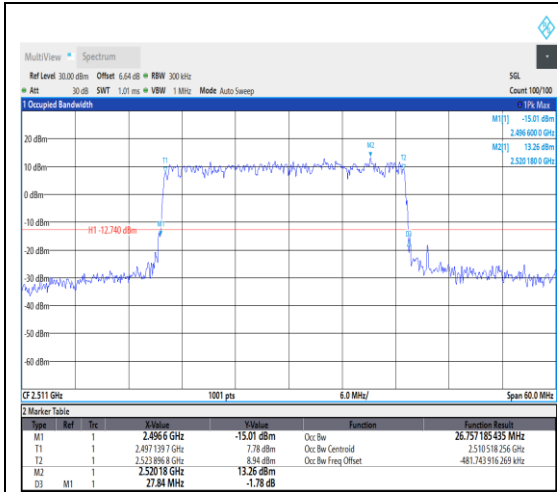 MultiView Spectrum
Ref Level 30.00 dBm Offset 6.64 dB RBW 300 kHz SGL
Att 30 dB SWT 1.01 ms VBW 1 MHz Mode Auto Sweep Count 100/100
1 Occupied Bandwidth 1Pk Max
M1[1] -15.01 dBm
2.496 600 0 GHz
M2[1] 13.26 dBm
2.520 180 0 GHz
20 dBm
M2
T1 T2
10 dBm
0 dBm
-10 dBm
M1
H1 -12.740 dBm
D3
-20 dBm
-30 dBm
-40 dBm
-50 dBm
-60 dBm
CF 2.511 GHz 1001 pts 6.0 MHz/ Span 60.0 MHz
2 Marker Table
Type Ref Trc X-Value Y-Value Function Function Result
M1 1 2.4966 GHz -15.01 dBm Occ Bw 26.757 185 435 MHz
T1 1 2.497 139 7 GHz 7.78 dBm Occ Bw Centroid 2.510 518 256 GHz
T2 1 2.523 896 8 GHz 8.94 dBm Occ Bw Freq Offset -481.743 916 269 kHz
M2 1 2.52018 GHz 13.26 dBm
D3 M1 1 27.84 MHz -1.78 dB